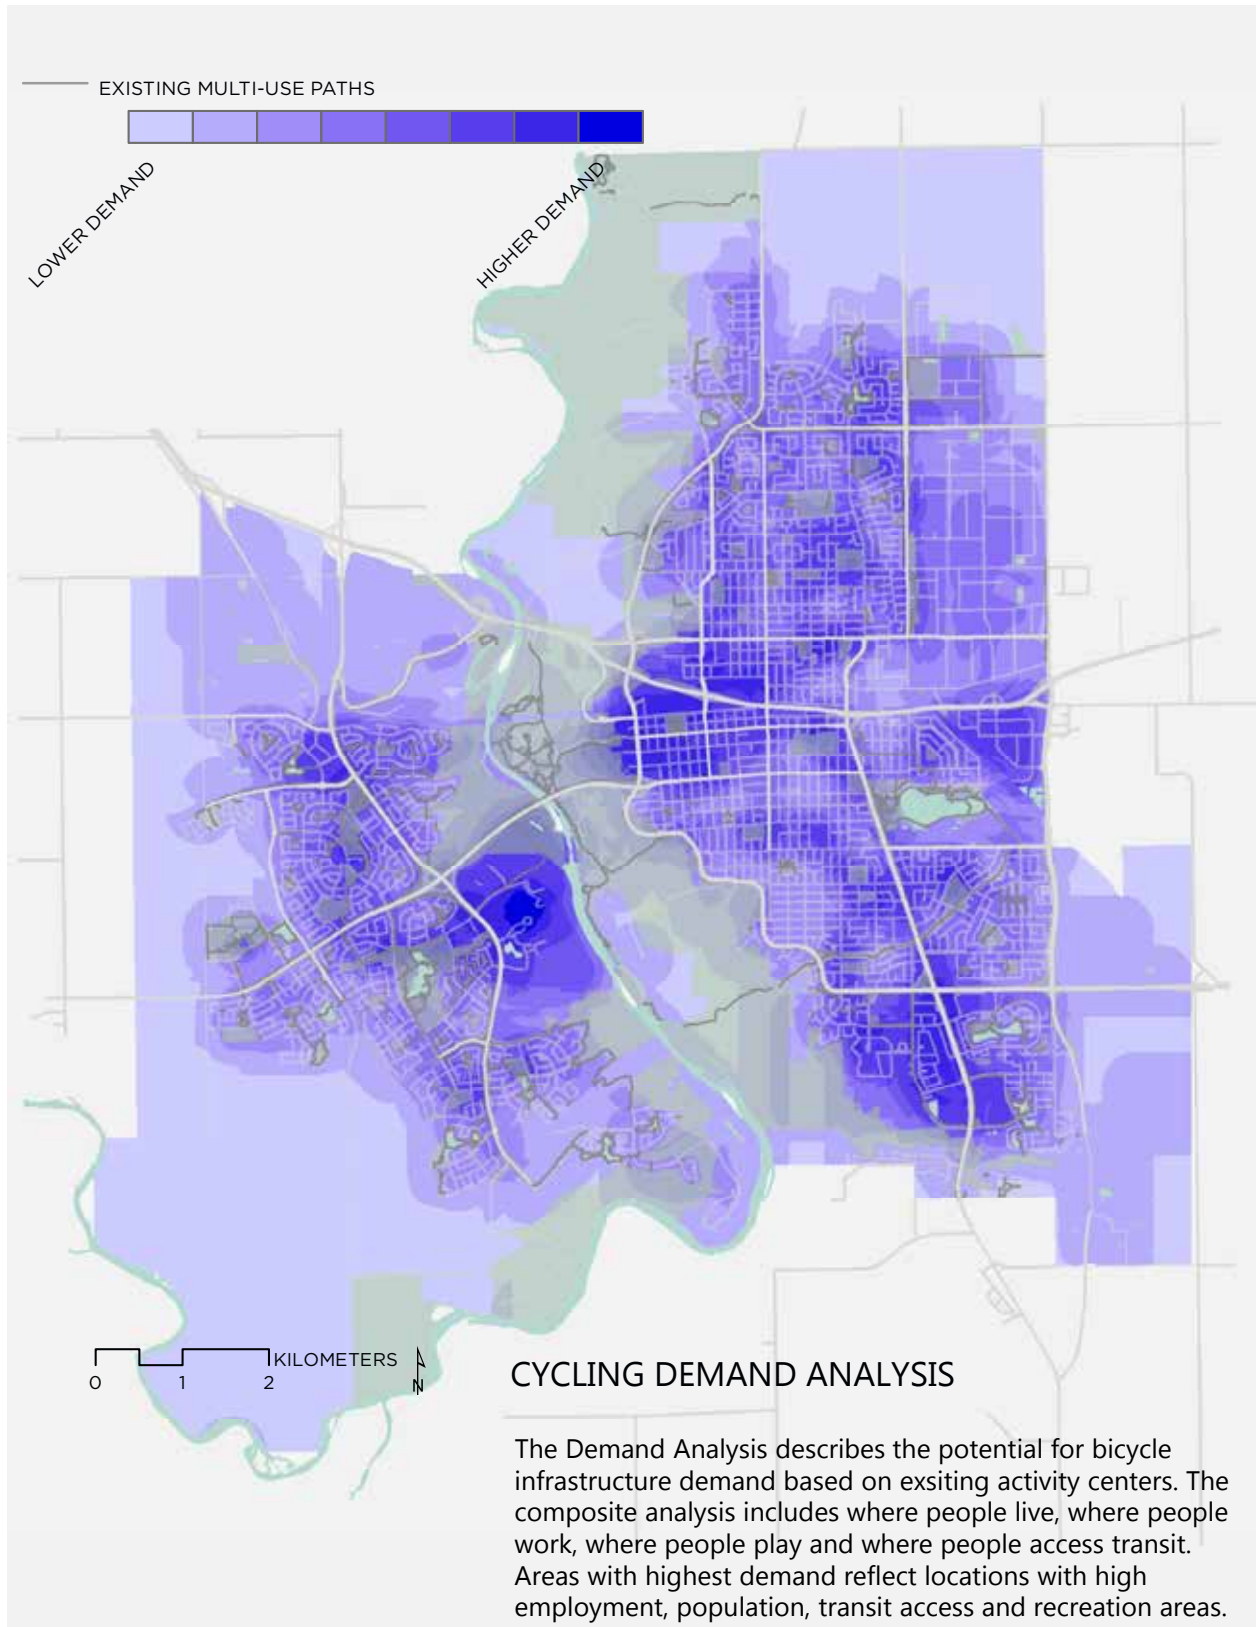 EXISTING MULTI-USE PATHS
LOWER DEMAND
HIGHER DEMAND
KILOMETERS
0
1
2
N
CYCLING DEMAND ANALYSIS
The Demand Analysis describes the potential for bicycle
infrastructure demand based on exsiting activity centers. The
composite analysis includes where people live, where people
work, where people play and where people access transit.
Areas with highest demand reflect locations with high
employment, population, transit access and recreation areas.